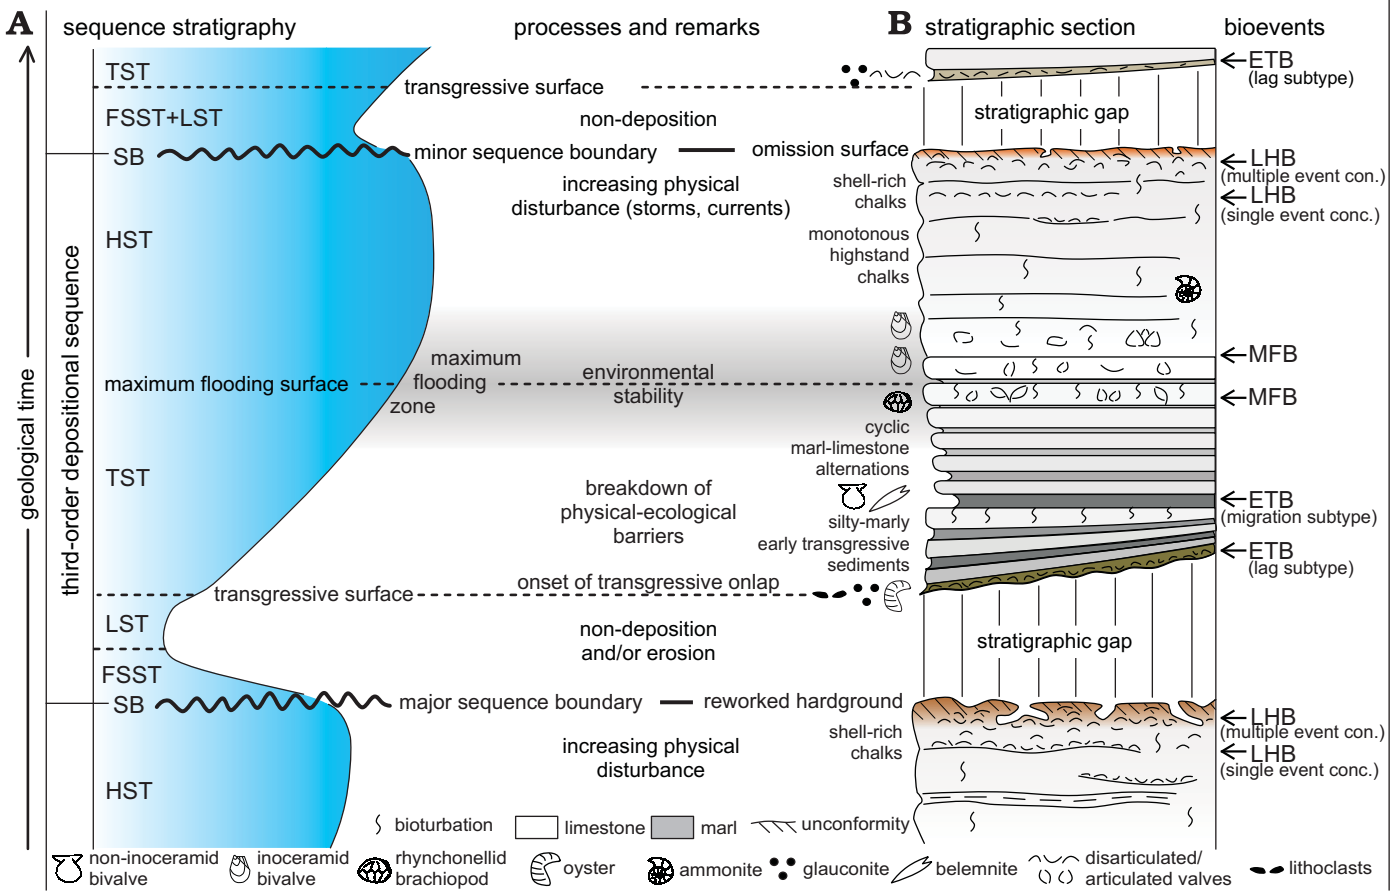 A sequence stratigraphy processes and remarks B stratigraphic section bioevents
geological time
third-order depositional sequence
TST
transgressive surface
FSST+LST
non-deposition
SB
minor sequence boundary
omission surface
increasing physical
disturbance (storms, currents)
HST
maximum flooding surface
maximum
flooding
zone
environmental
stability
TST
breakdown of
physical-ecological
barriers
transgressive surface
onset of transgressive onlap
LST
non-deposition
and/or erosion
FSST
SB
major sequence boundary
reworked hardground
increasing physical
disturbance
HST
shell-rich
chalks
monotonous
highstand
chalks
cyclic
marl-limestone
alternations
silty-marly
early transgressive
sediments
shell-rich
chalks
stratigraphic gap
stratigraphic gap
ETB
(lag subtype)
LHB
(multiple event con.)
LHB
(single event conc.)
MFB
MFB
ETB
(migration subtype)
ETB
(lag subtype)
LHB
(multiple event con.)
LHB
(single event conc.)
bioturbation
limestone
marl
unconformity
non-inoceramid
bivalve
inoceramid
bivalve
rhynchonellid
brachiopod
oyster
ammonite
glauconite
belemnite
disarticulated/
articulated valves
lithoclasts